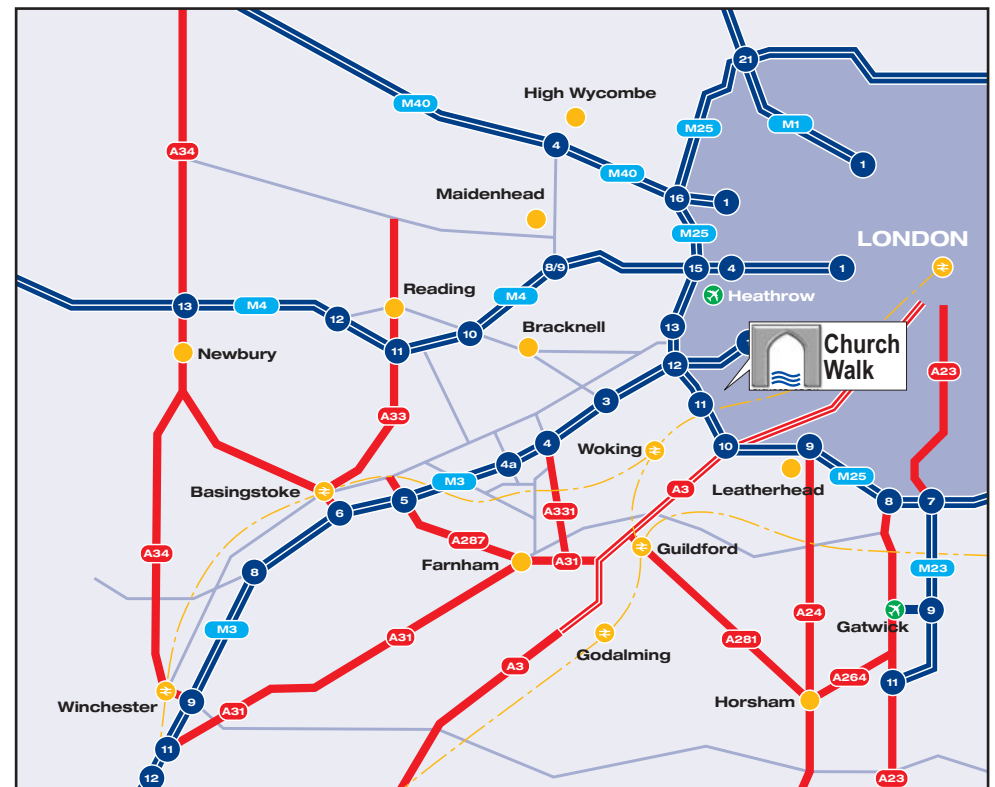 21
M40
High Wycombe
M25
M1
4
A34
1
M40
16
1
Maidenhead
M25
LONDON
8/9
15
4
1
Reading
M4
Heathrow
13
M4
12
10
Bracknell
13
Newbury
11
12
Church
Walk
A23
3
11
A33
4
Woking
10
9
4a
M3
Leatherhead
M25
Basingstoke
A3
5
6
8
7
A331
A287
Guildford
A34
Farnham
A31
8
M23
9
A24
Gatwick
M3
A31
A281
Godalming
A3
A264
11
Winchester
9
Horsham
A31
11
12
A23